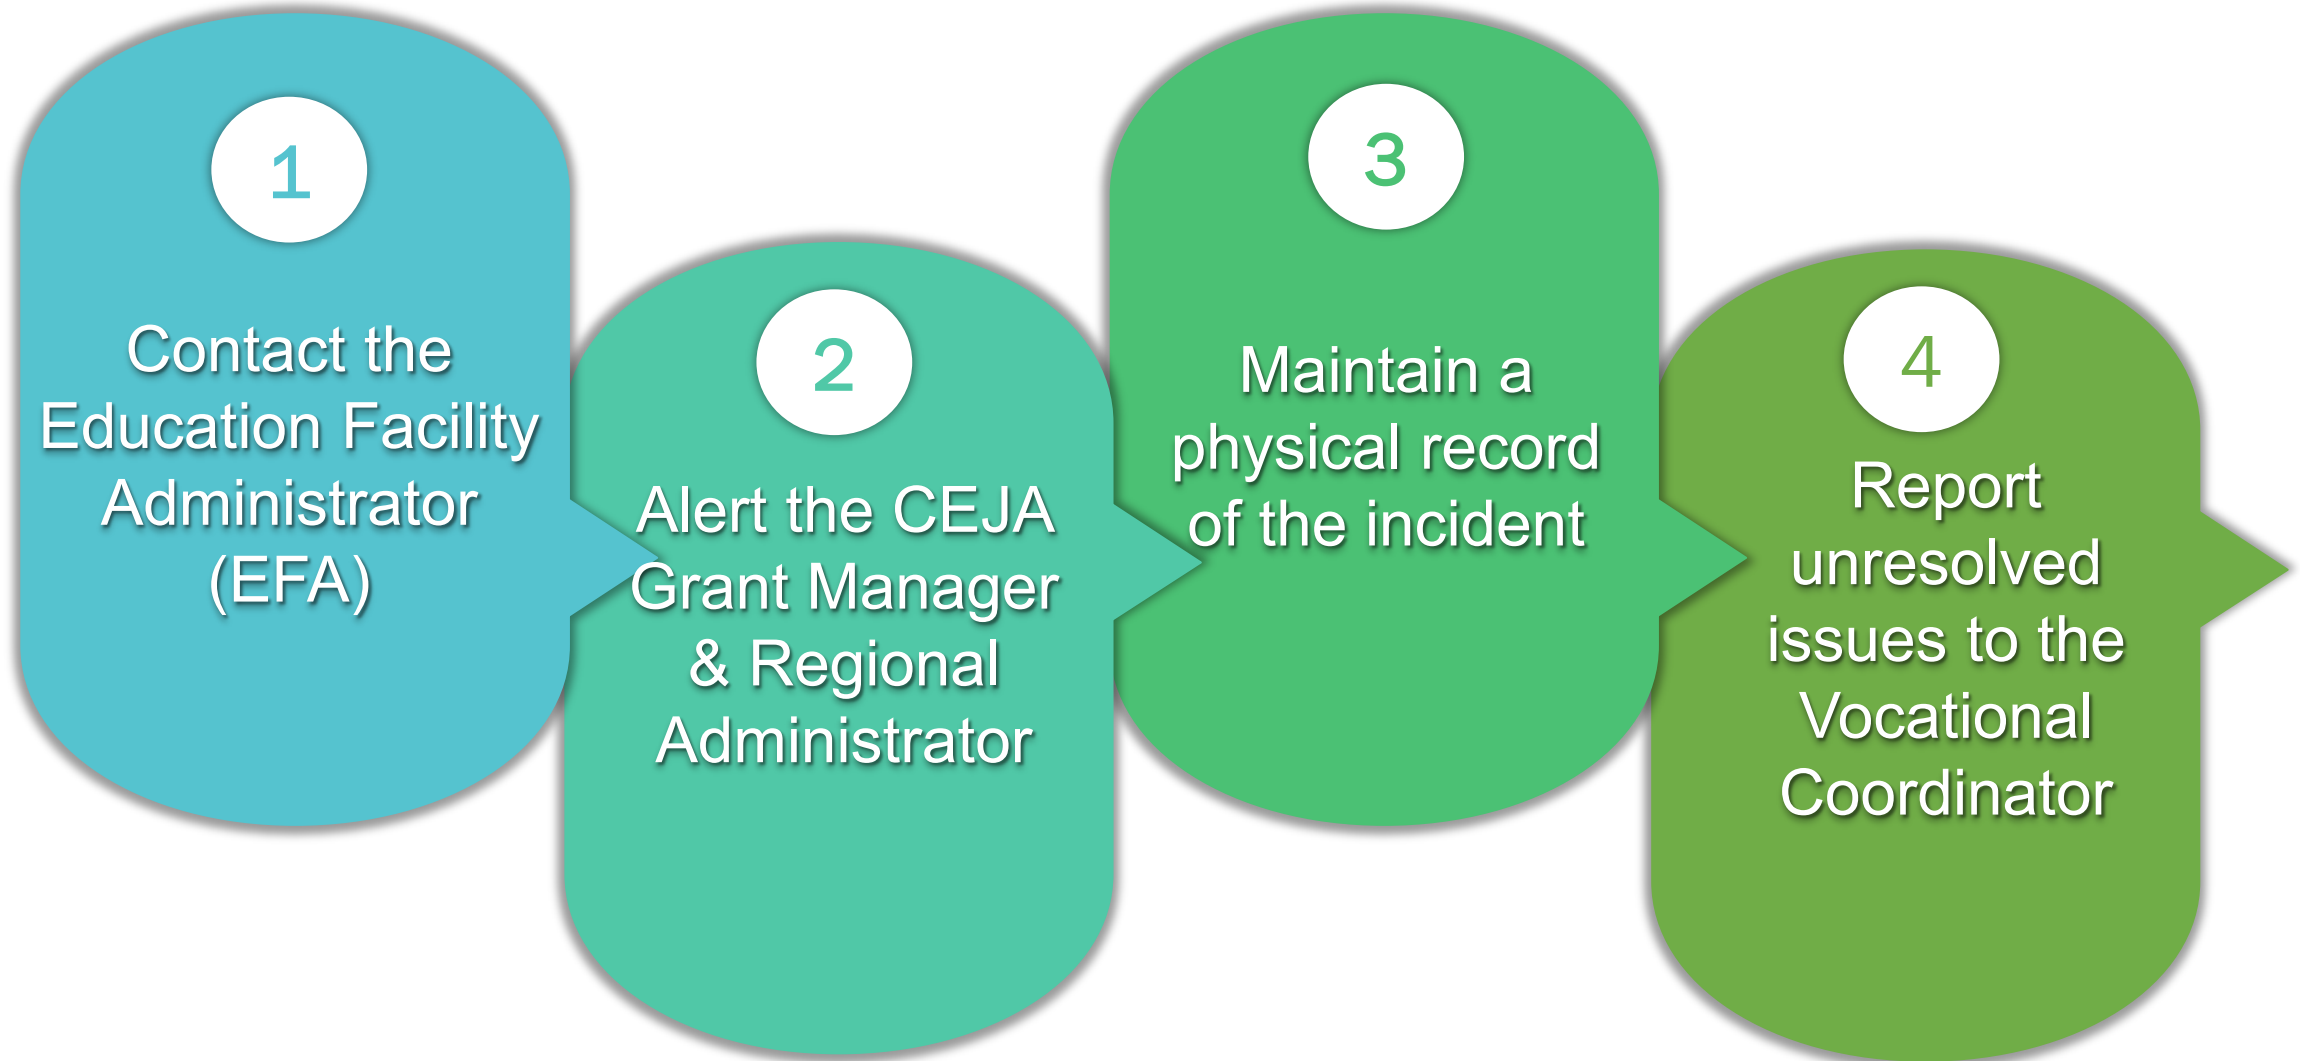 1
Contact the
Education Facility
Administrator
(EFA)
2
Alert the CEJA
Grant Manager
& Regional
Administrator
3
Maintain a
physical record
of the incident
4
Report
unresolved
issues to the
Vocational
Coordinator